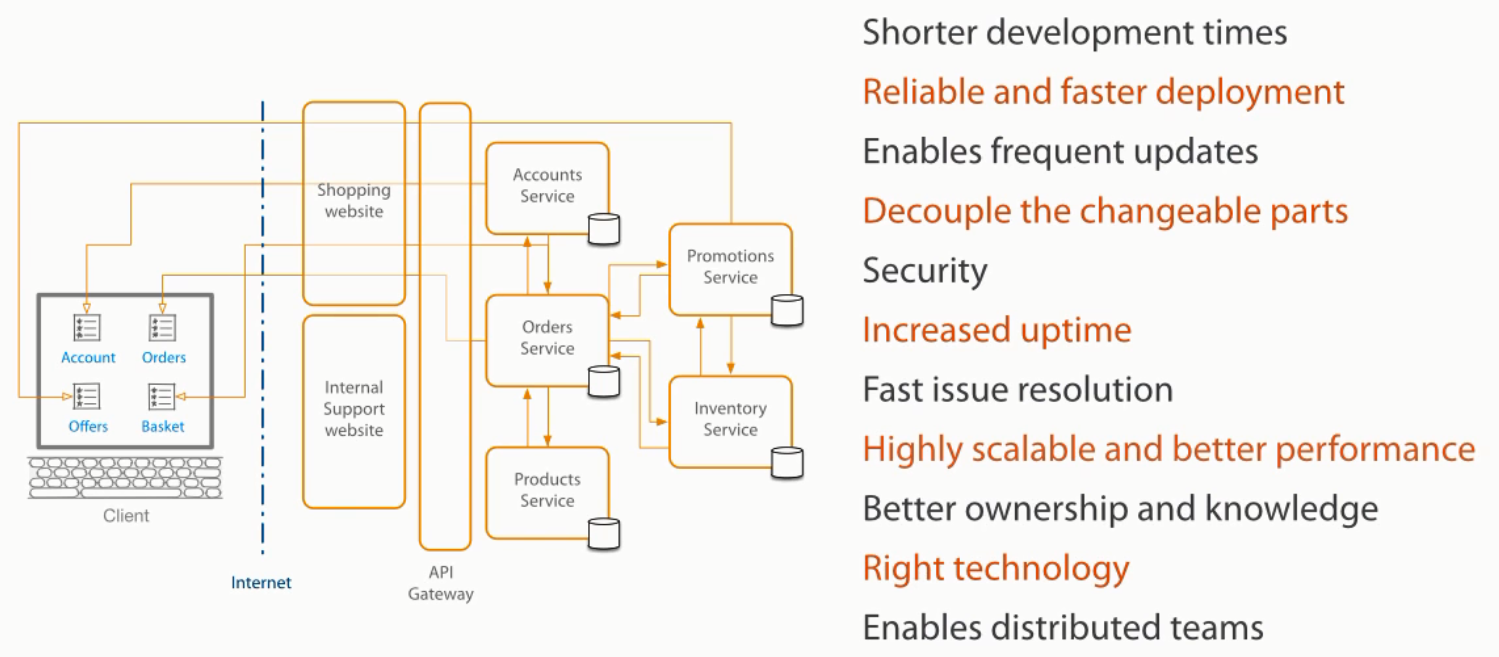 Shopping
website
Internal
Support
website
Accounts
Service
Promotions
Service
Orders
Service
Inventory
Service
Products
Service
Account
Orders
Offers
Basket
Client
Internet
API
Gateway
Shorter development times
Reliable and faster deployment
Enables frequent updates
Decouple the changeable parts
Security
Increased uptime
Fast issue resolution
Highly scalable and better performance
Better ownership and knowledge
Right technology
Enables distributed teams